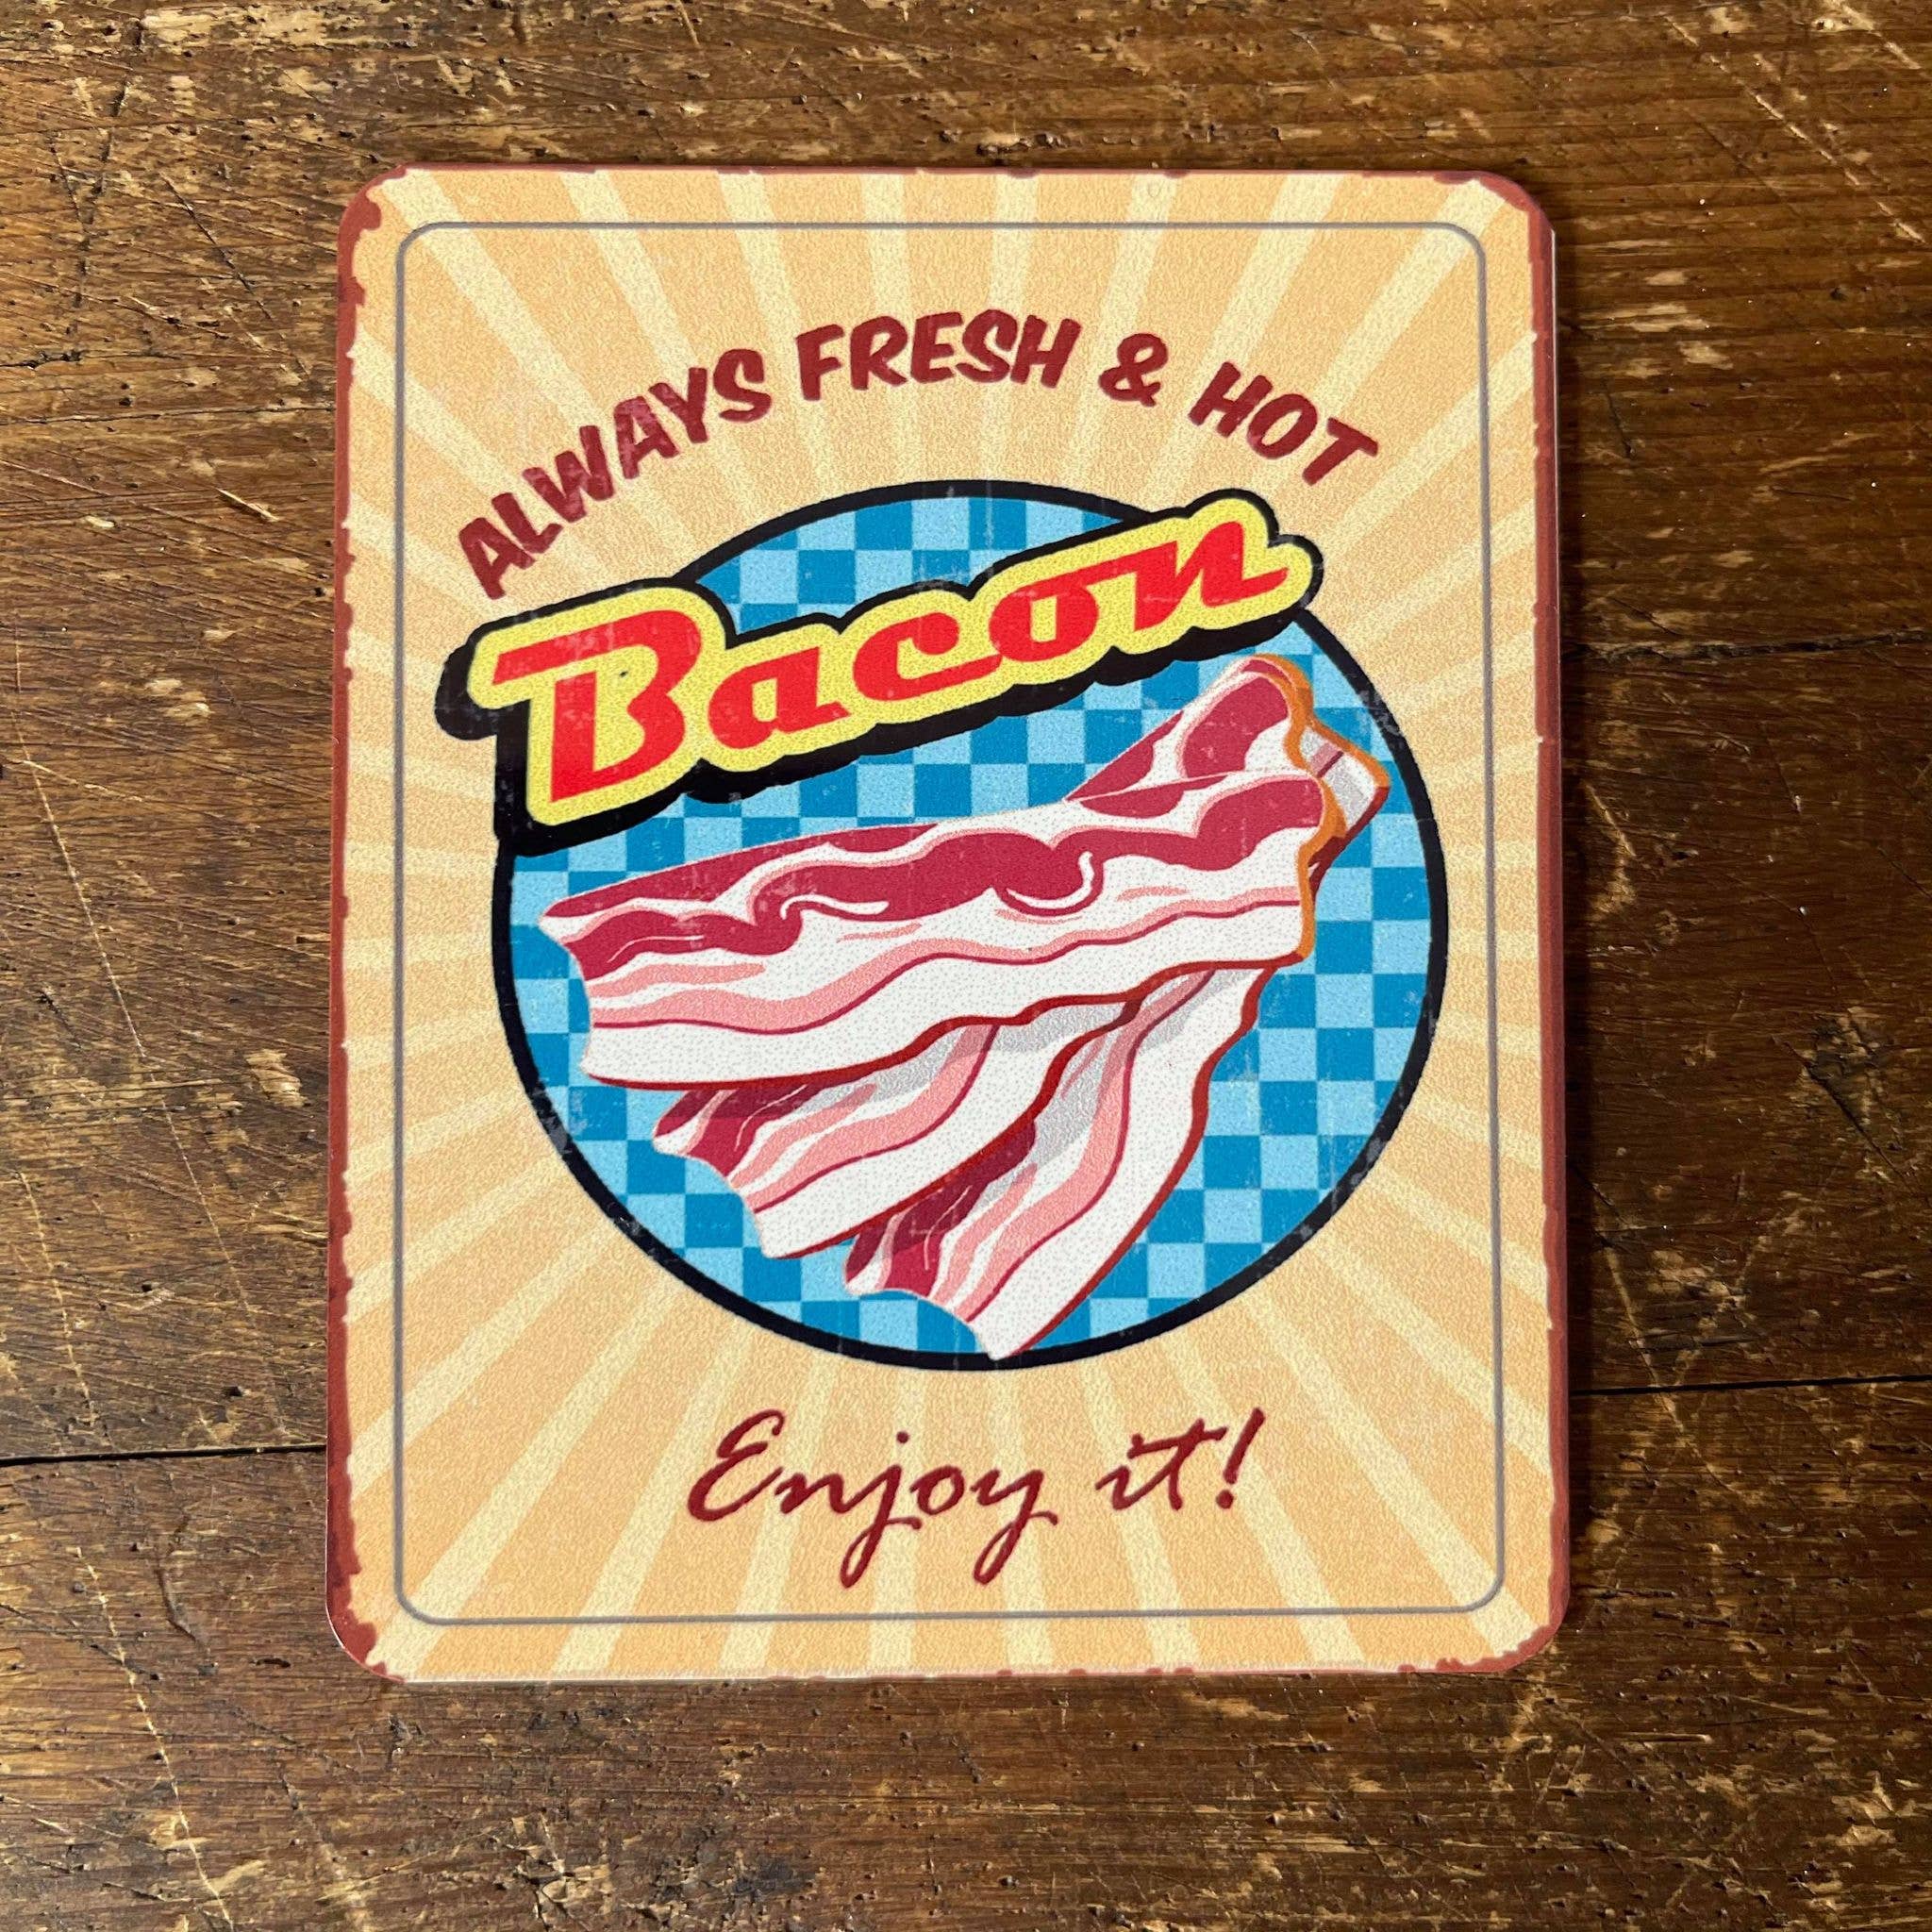 ALWAYS FRESH & HOT
Bacon
Enjoy it!